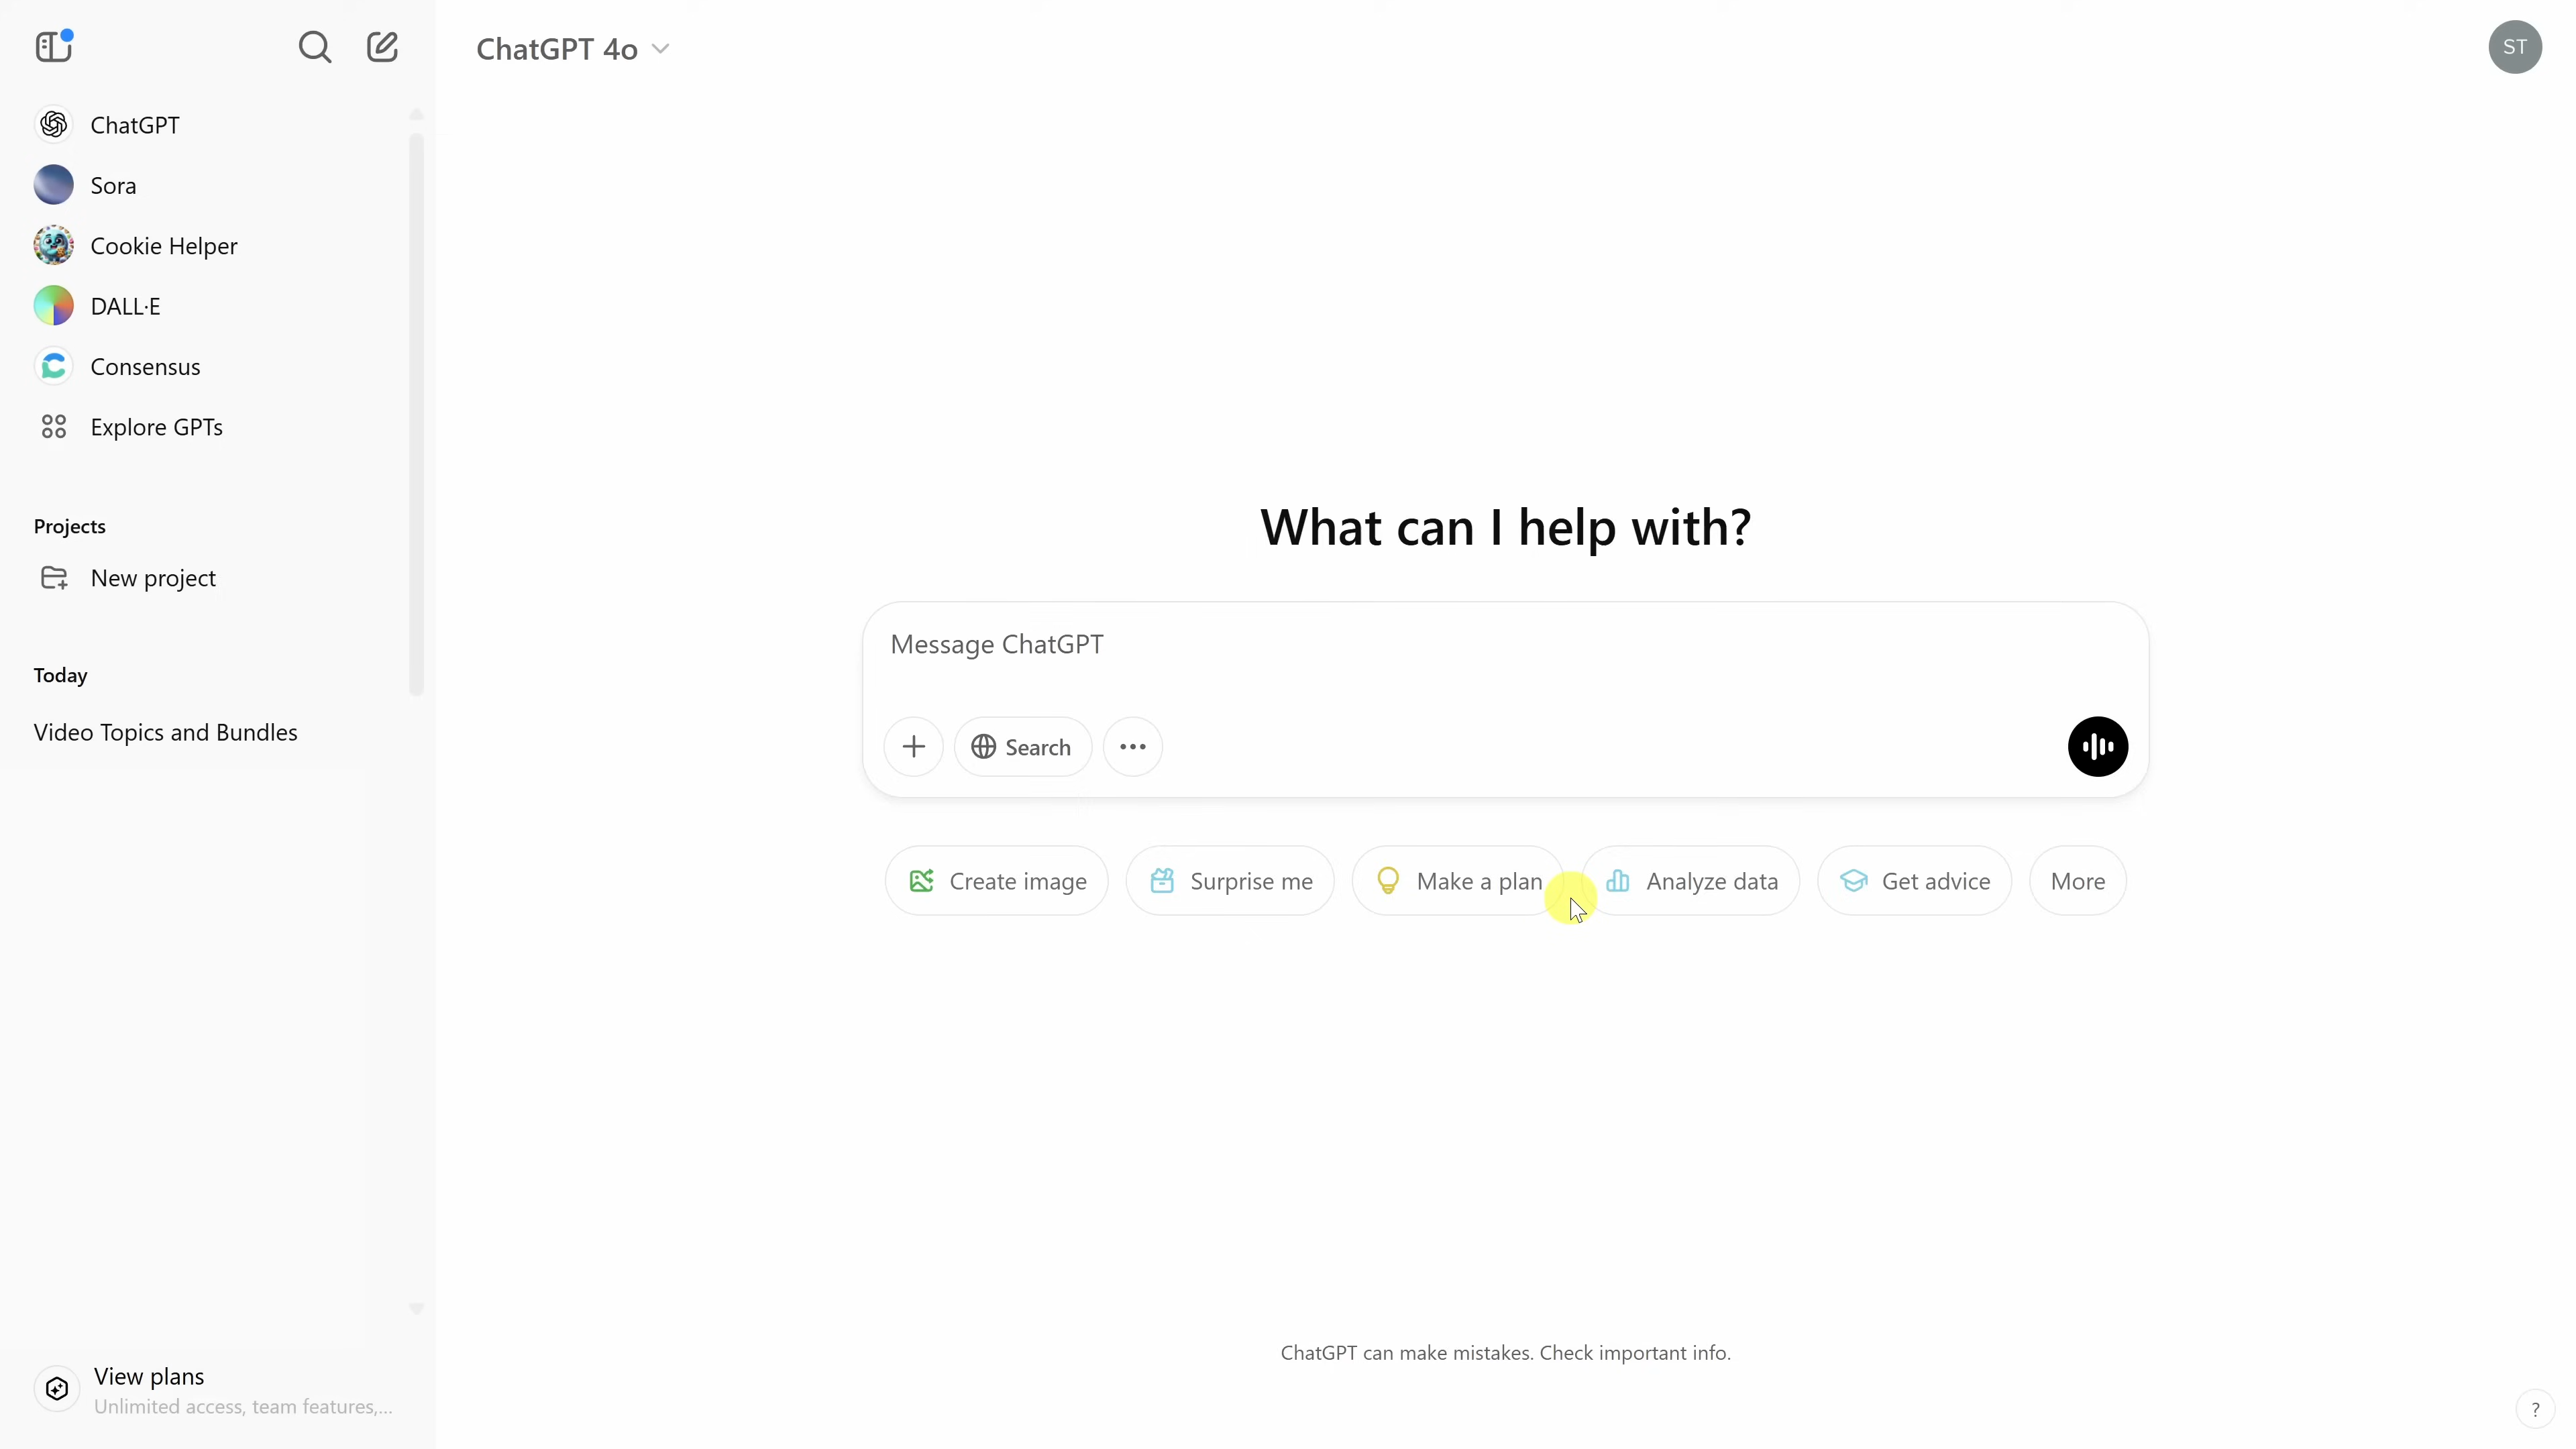 ChatGPT 4o
ST
ChatGPT
Sora
Cookie Helper
DALL·E
Consensus
Explore GPTs
Projects
New project
Today
Video Topics and Bundles
What can I help with?
Message ChatGPT
Search
Create image
Surprise me
Make a plan
Analyze data
Get advice
More
ChatGPT can make mistakes. Check important info.
View plans
Unlimited access, team features,...
?